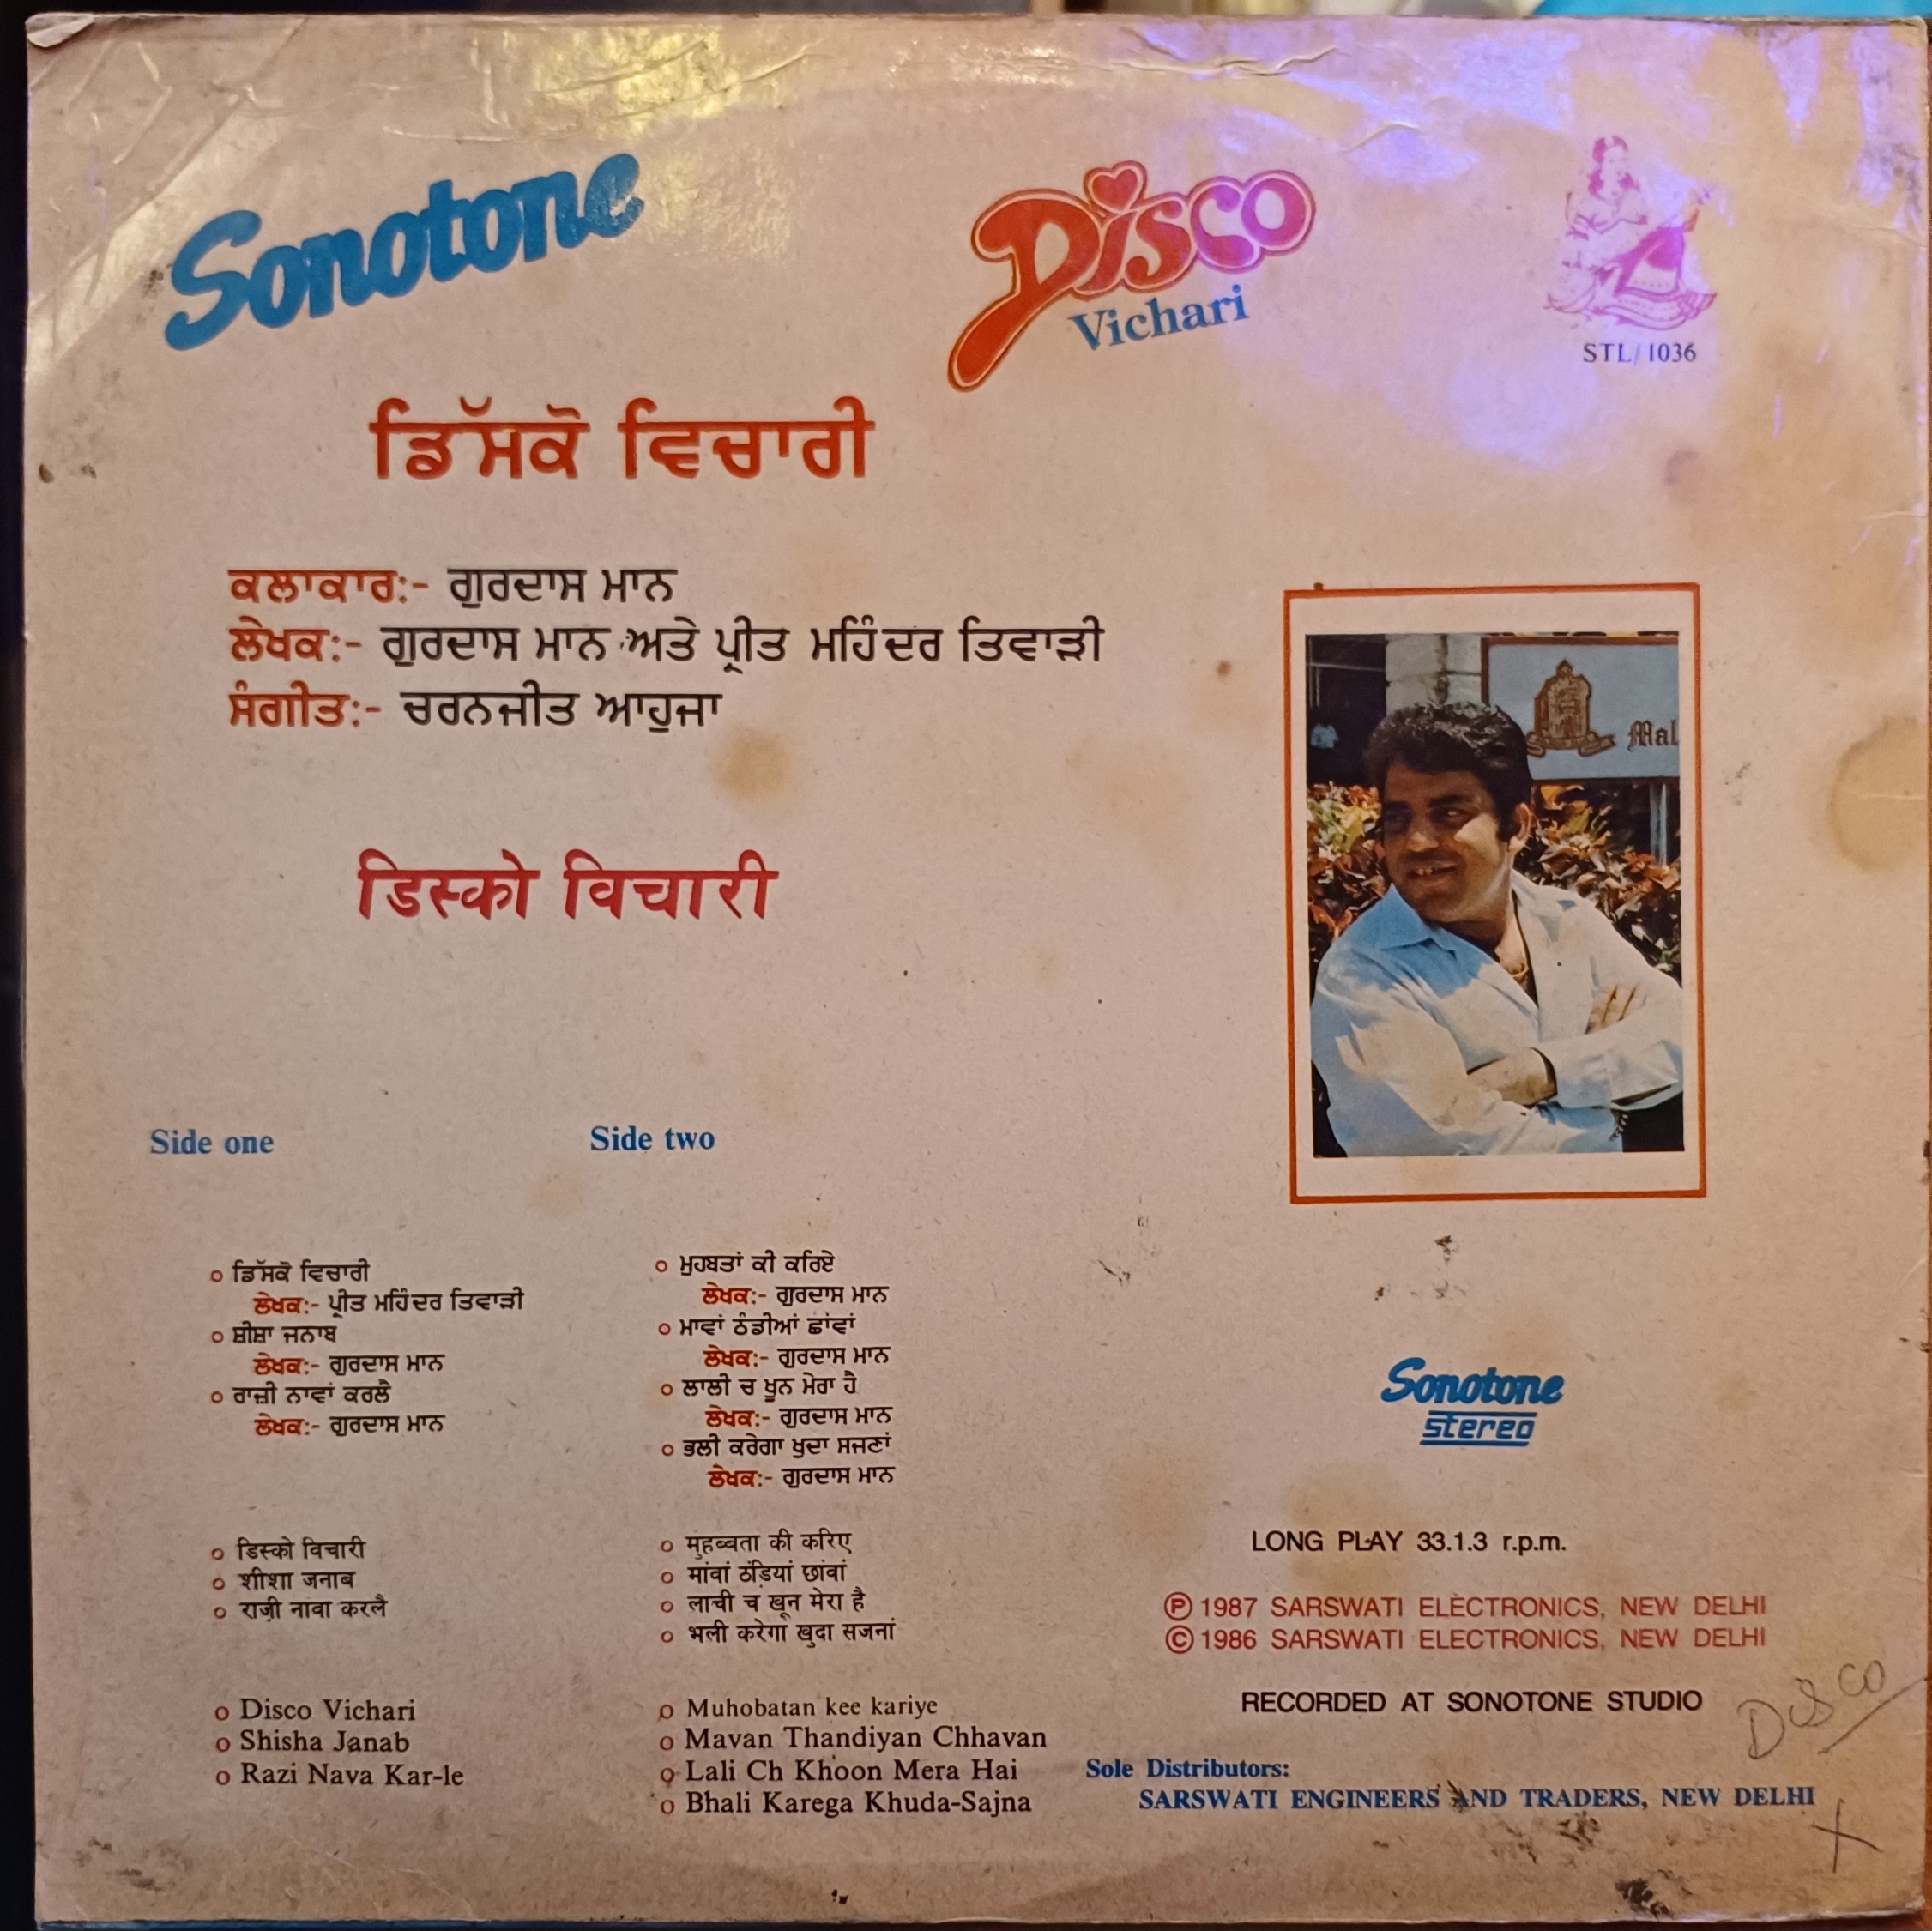 Sonotone
Disco
Vichari
STL/1036
ਡਿੱਸਕੋ ਵਿਚਾਰੀ
ਕਲਾਕਾਰ:- ਗੁਰਦਾਸ ਮਾਨ
ਲੇਖਕ:- ਗੁਰਦਾਸ ਮਾਨ ਅਤੇ ਪ੍ਰੀਤ ਮਹਿੰਦਰ ਤਿਵਾੜੀ
ਸੰਗੀਤ:- ਚਰਨਜੀਤ ਆਹੁਜਾ
Mal
डिस्को विचारी
Side one
ਡਿੱਸਕੋ ਵਿਚਾਰੀ
ਲੇਖਕ:- ਪ੍ਰੀਤ ਮਹਿੰਦਰ ਤਿਵਾੜੀ
ਸ਼ੀਸ਼ਾ ਜਨਾਬ
ਲੇਖਕ:- ਗੁਰਦਾਸ ਮਾਨ
ਰਾਜ਼ੀ ਨਾਵਾਂ ਕਰਲੈ
ਲੇਖਕ:- ਗੁਰਦਾਸ ਮਾਨ
डिस्को विचारी
शीशा जनाब
राज़ी नांवा करलै
Disco Vichari
Shisha Janab
Razi Nava Kar-le
Side two
ਮੁਹਬਤਾਂ ਕੀ ਕਰਿਏ
ਲੇਖਕ:- ਗੁਰਦਾਸ ਮਾਨ
ਮਾਵਾਂ ਠੰਡੀਆਂ ਛਾਂਵਾਂ
ਲੇਖਕ:- ਗੁਰਦਾਸ ਮਾਨ
ਲਾਲੀ ਚ ਖੂਨ ਮੇਰਾ ਹੈ
ਲੇਖਕ:- ਗੁਰਦਾਸ ਮਾਨ
ਭਲੀ ਕਰੇਗਾ ਖੁਦਾ ਸਜਣਾਂ
ਲੇਖਕ:- ਗੁਰਦਾਸ ਮਾਨ
मुहब्वता की करिए
मांवां ठंडियां छांवां
लाची च खून मेरा है
भली करेगा खुदा सजनां
Muhobatan kee kariye
Mavan Thandiyan Chhavan
Lali Ch Khoon Mera Hai
Bhali Karega Khuda-Sajna
Sonotone
stereo
LONG PLAY 33.1.3 r.p.m.
Ⓟ 1987 SARSWATI ELECTRONICS, NEW DELHI
© 1986 SARSWATI ELECTRONICS, NEW DELHI
RECORDED AT SONOTONE STUDIO
Disco
Sole Distributors:
SARSWATI ENGINEERS AND TRADERS, NEW DELHI